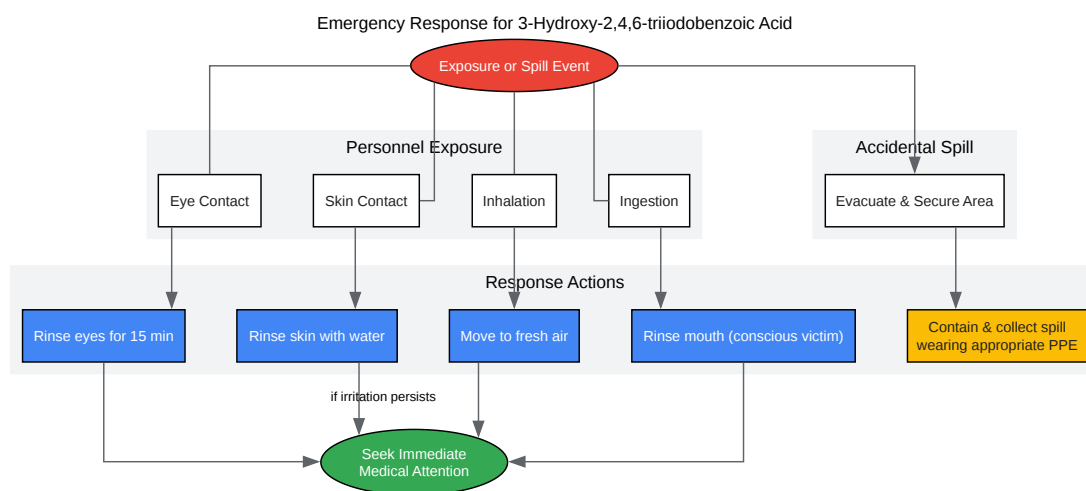 Emergency Response for 3-Hydroxy-2,4,6-triiodobenzoic Acid
Exposure or Spill Event
Personnel Exposure
Accidental Spill
Eye Contact
Skin Contact
Inhalation
Ingestion
Evacuate & Secure Area
Response Actions
Rinse eyes for 15 min
Rinse skin with water
Move to fresh air
Rinse mouth (conscious victim)
Contain & collect spill
wearing appropriate PPE
if irritation persists
Seek Immediate
Medical Attention